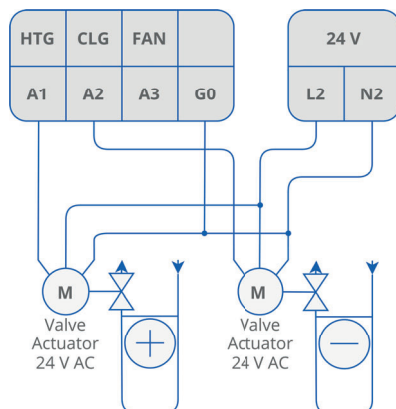 HTG CLG FAN
24 V
A1 A2 A3 G0
L2 N2
M
M
Valve
Actuator
24 V AC
Valve
Actuator
24 V AC